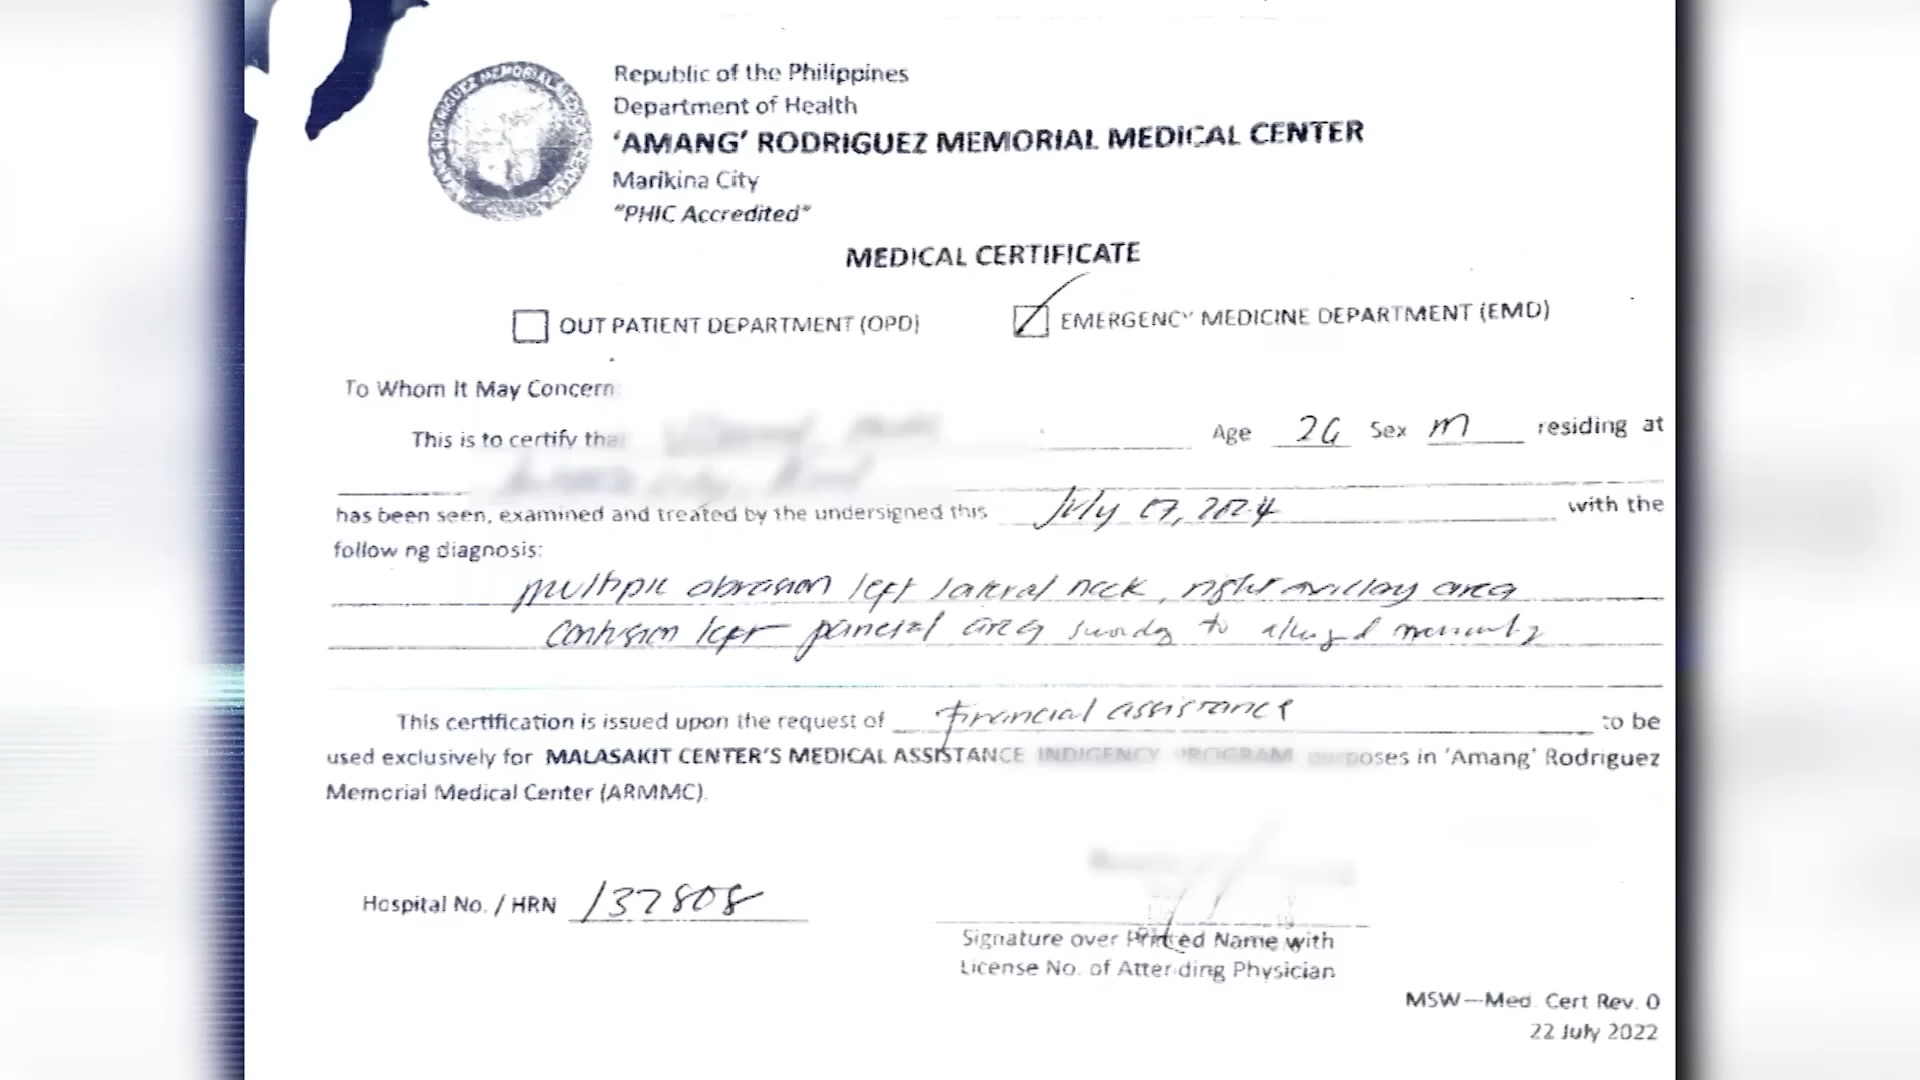 Republic of the Philippines
Department of Health
'AMANG' RODRIGUEZ MEMORIAL MEDICAL CENTER
Marikina City
"PHIC Accredited"
MEDICAL CERTIFICATE
OUT PATIENT DEPARTMENT (OPD) EMERGENCY MEDICINE DEPARTMENT (EMD)
To Whom It May Concern:
This is to certify that Age 26 Sex M residing at
has been seen, examined and treated by the undersigned this July 07, 2024 with the
following diagnosis:
multiple abrasion left lateral neck, right axillary area
contusion left parietal area to alleged
This certification is issued upon the request of financial assistance to be
used exclusively for MALASAKIT CENTER'S MEDICAL ASSISTANCE INDIGENCY PROGRAM purposes in 'Amang' Rodriguez
Memorial Medical Center (ARMMC).
Hospital No. / HRN 137808
Signature over Printed Name with
License No. of Attending Physician
MSW-Med. Cert Rev. 0
22 July 2022